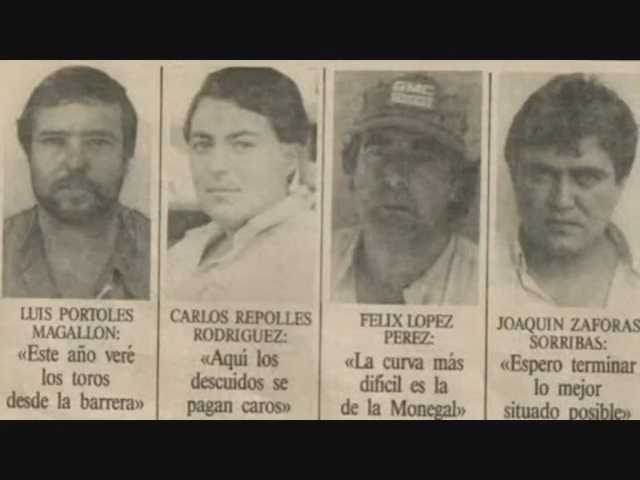 GMC
LUIS PORTOLES
MAGALLON:
«Este año veré
los toros
desde la barrera»
CARLOS REPOLLES
RODRIGUEZ:
«Aquí los
descuidos se
pagan caros»
FELIX LOPEZ
PEREZ:
«La curva más
difícil es la
de la Monegal»
JOAQUIN ZAFORAS
SORRIBAS:
«Espero terminar
lo mejor
situado posible»